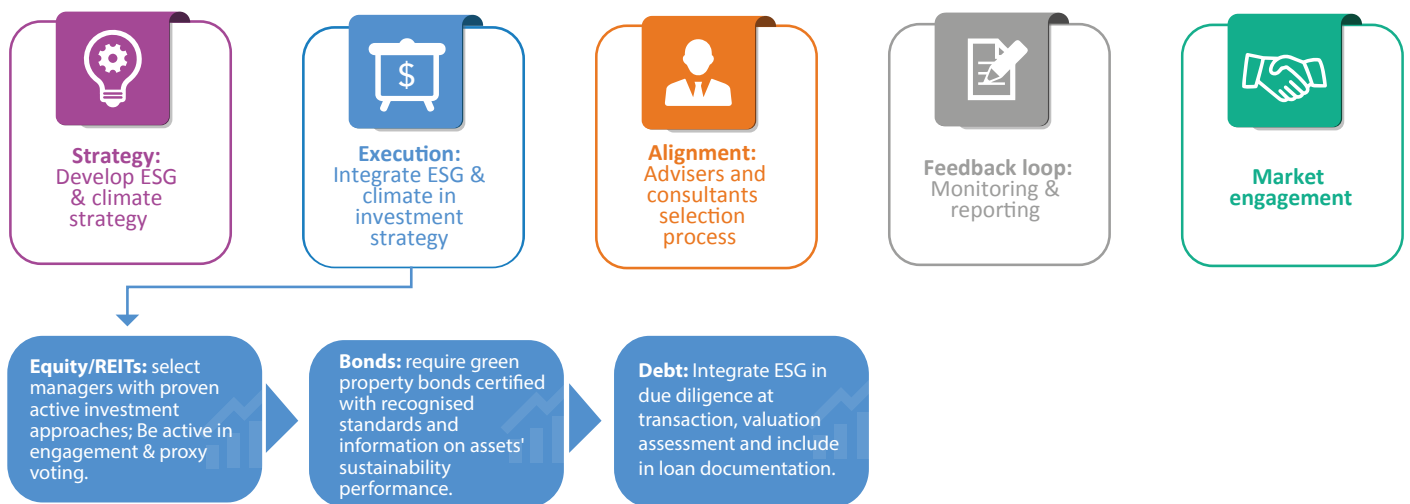 $
Strategy:
Develop ESG
& climate
strategy
Execution:
Integrate ESG &
climate in
investment
strategy
Alignment:
Advisers and
consultants
selection
process
Feedback loop:
Monitoring &
reporting
Market
engagement
Equity/REITs: select
managers with proven
active investment
approaches; Be active in
engagement & proxy
voting.
Bonds: require green
property bonds certified
with recognised
standards and
information on assets'
sustainability
performance.
Debt: Integrate ESG in
due diligence at
transaction, valuation
assessment and include
in loan documentation.